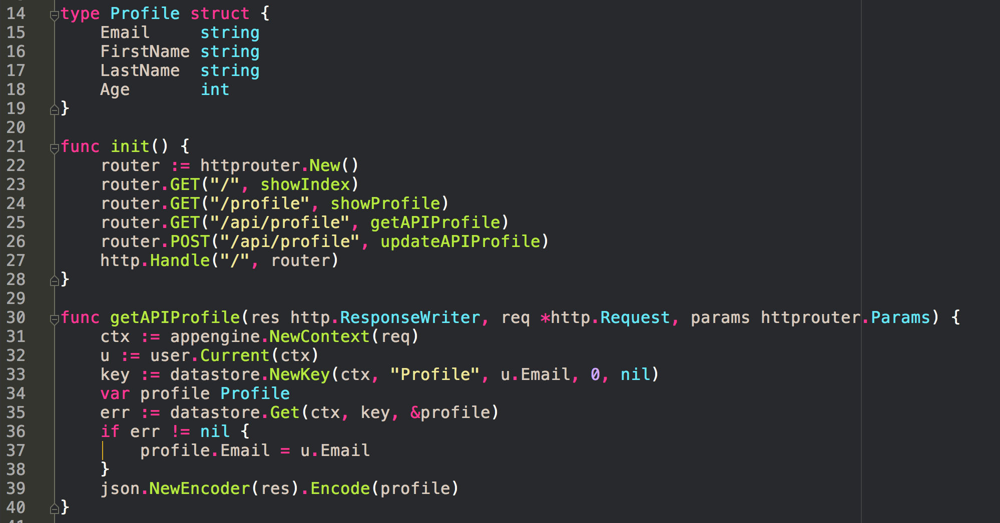 14 type Profile struct {
15     Email     string
16     FirstName string
17     LastName  string
18     Age       int
19 }
20
21 func init() {
22     router := httprouter.New()
23     router.GET("/", showIndex)
24     router.GET("/profile", showProfile)
25     router.GET("/api/profile", getAPIProfile)
26     router.POST("/api/profile", updateAPIProfile)
27     http.Handle("/", router)
28 }
29
30 func getAPIProfile(res http.ResponseWriter, req *http.Request, params httprouter.Params) {
31     ctx := appengine.NewContext(req)
32     u := user.Current(ctx)
33     key := datastore.NewKey(ctx, "Profile", u.Email, 0, nil)
34     var profile Profile
35     err := datastore.Get(ctx, key, &profile)
36     if err != nil {
37         profile.Email = u.Email
38     }
39     json.NewEncoder(res).Encode(profile)
40 }